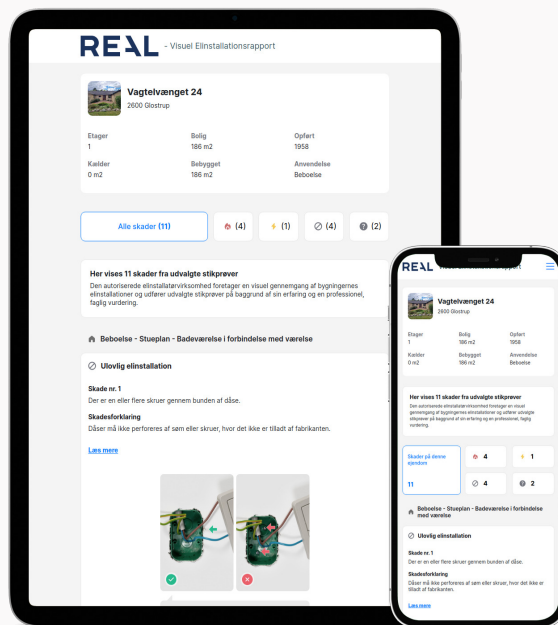 REAL - Visuel Elinstallationsrapport
Vagtelvænget 24
2600 Glostrup
Etager
Bolig
Opført
1
186 m2
1958
Kælder
Bebygget
Anvendelse
0 m2
186 m2
Beboelse
Alle skader (11)
(4)
(1)
(4)
(2)
Her vises 11 skader fra udvalgte stikprøver
Den autoriserede elinstallatørvirksomhed foretager en visuel gennemgang af bygningernes
elinstallationer og udfører udvalgte stikprøver på baggrund af sin erfaring og en professionel,
faglig vurdering.
Beboelse - Stueplan - Badeværelse i forbindelse med værelse
Ulovlig elinstallation
Skade nr. 1
Der er en eller flere skruer gennem bunden af dåse.
Skadesforklaring
Dåser må ikke perforeres af søm eller skruer, hvor det ikke er tilladt af fabrikanten.
Læs mere
REAL
Vagtelvænget 24
2600 Glostrup
Etager
Bolig
Opført
1
186 m2
1958
Kælder
Bebygget
Anvendelse
0 m2
186 m2
Beboelse
Her vises 11 skader fra udvalgte stikprøver
Den autoriserede elinstallatørvirksomhed foretager en visuel
gennemgang af bygningernes elinstallationer og udfører udvalgte
stikprøver på baggrund af sin erfaring og en professionel, faglig
vurdering.
Skader på denne
ejendom
11
4
1
4
2
Beboelse - Stueplan - Badeværelse i forbindelse
med værelse
Ulovlig elinstallation
Skade nr. 1
Der er en eller flere skruer gennem bunden af dåse.
Skadesforklaring
Dåser må ikke perforeres af søm eller skruer, hvor det ikke er
tilladt af fabrikanten.
Læs mere